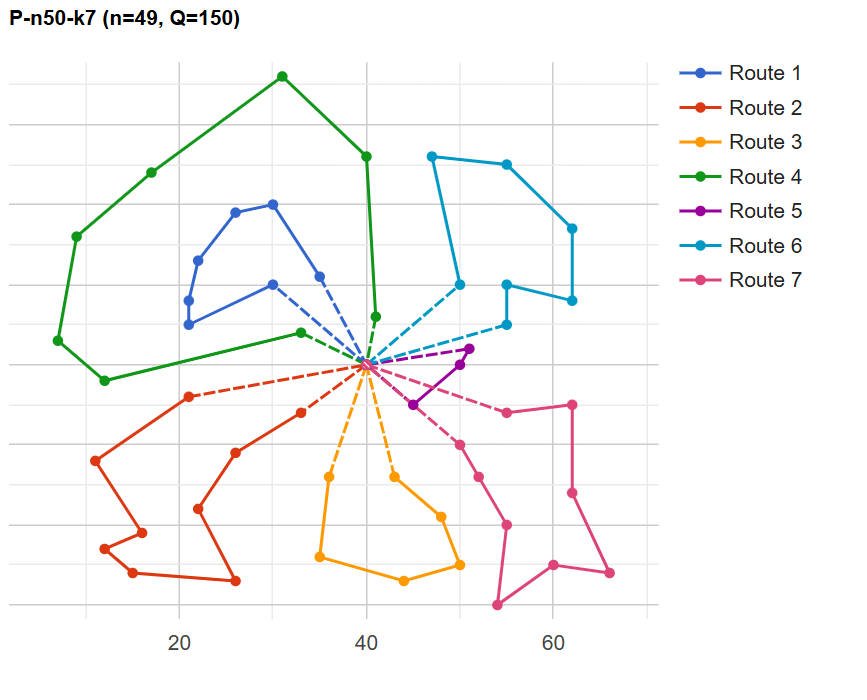 P-n50-k7 (n=49, Q=150)
Route 1
Route 2
Route 3
Route 4
Route 5
Route 6
Route 7
20 40 60